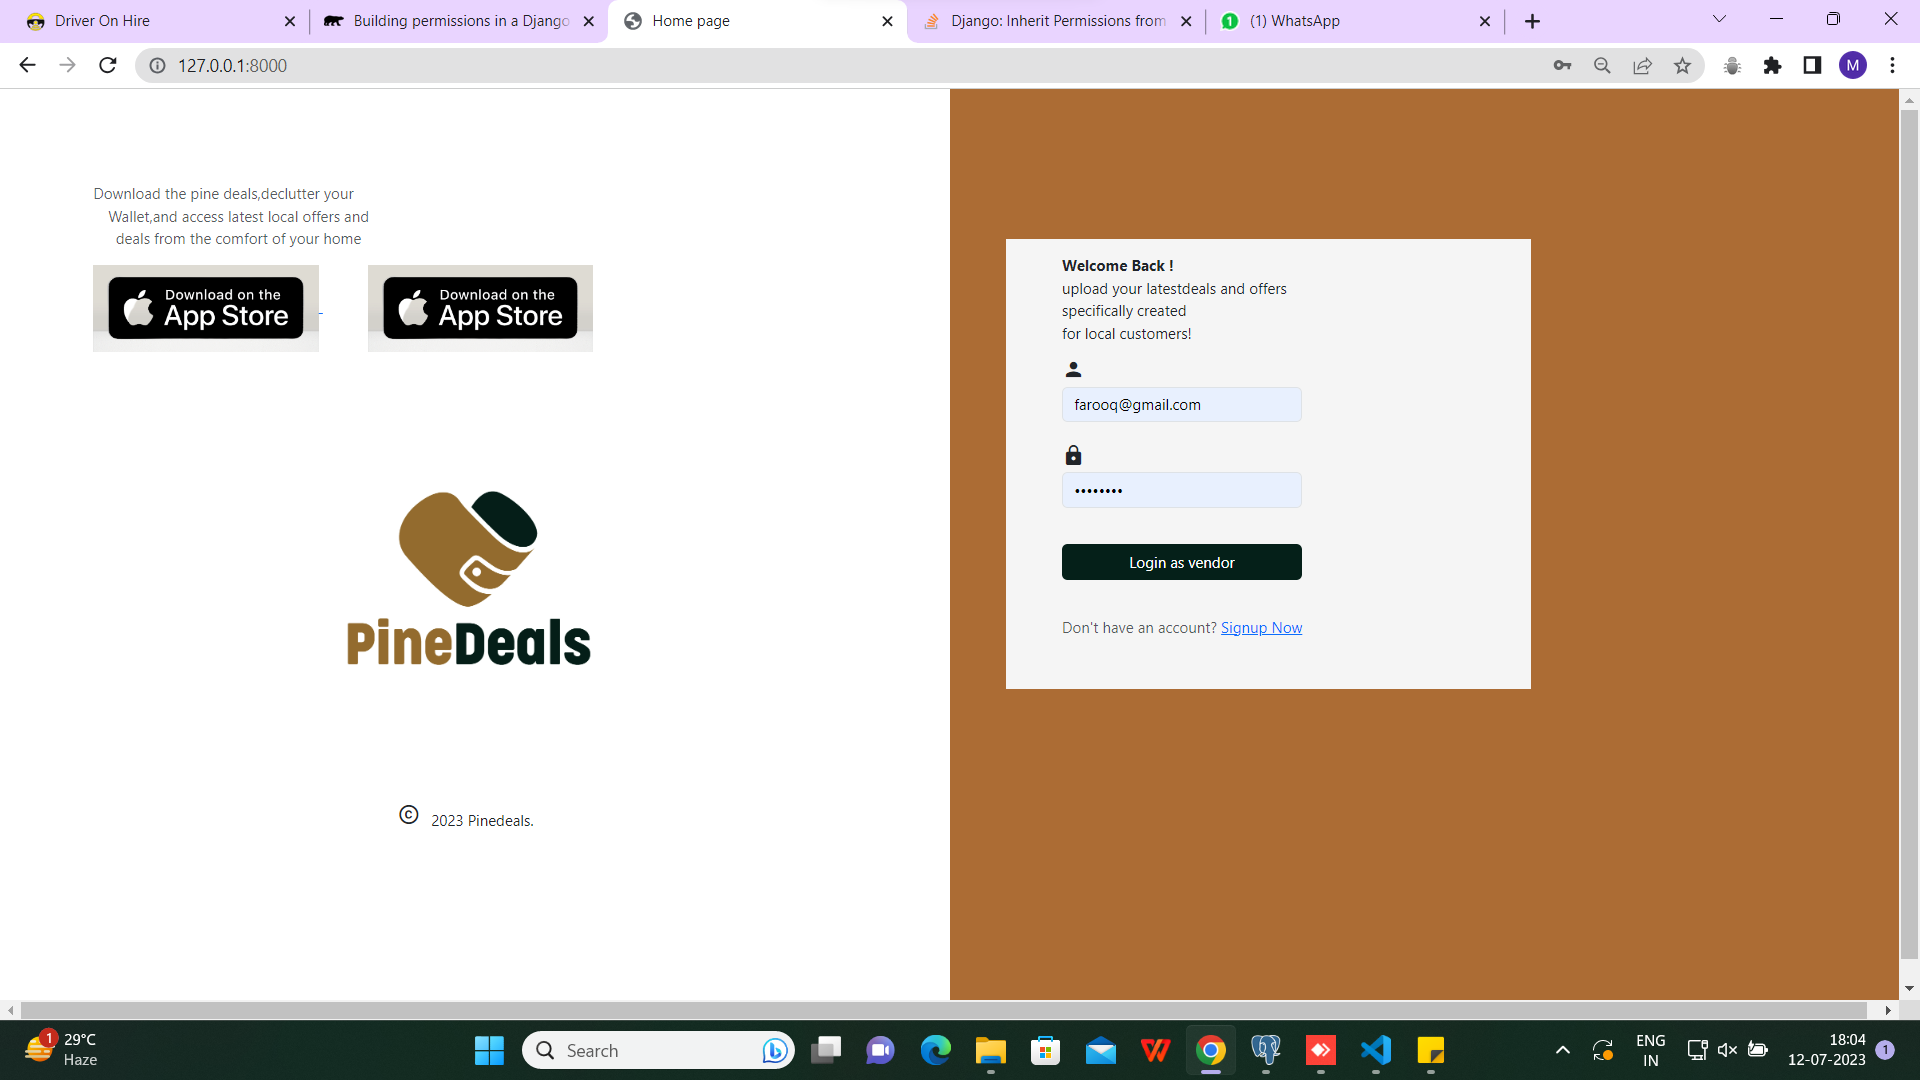 Driver On Hire
Building permissions in a Django
Home page
Django: Inherit Permissions from
1
(1) WhatsApp
127.0.0.1:8000
M
Download the pine deals,declutter your
Wallet,and access latest local offers and
deals from the comfort of your home
Download on the
App Store
Download on the
App Store
PineDeals
© 2023 Pinedeals.
Welcome Back !
upload your latestdeals and offers
specifically created
for local customers!
farooq@gmail.com
••••••••
Login as vendor
Don't have an account? Signup Now
1
29°C
Haze
Search
ENG
IN
18:04
12-07-2023
1